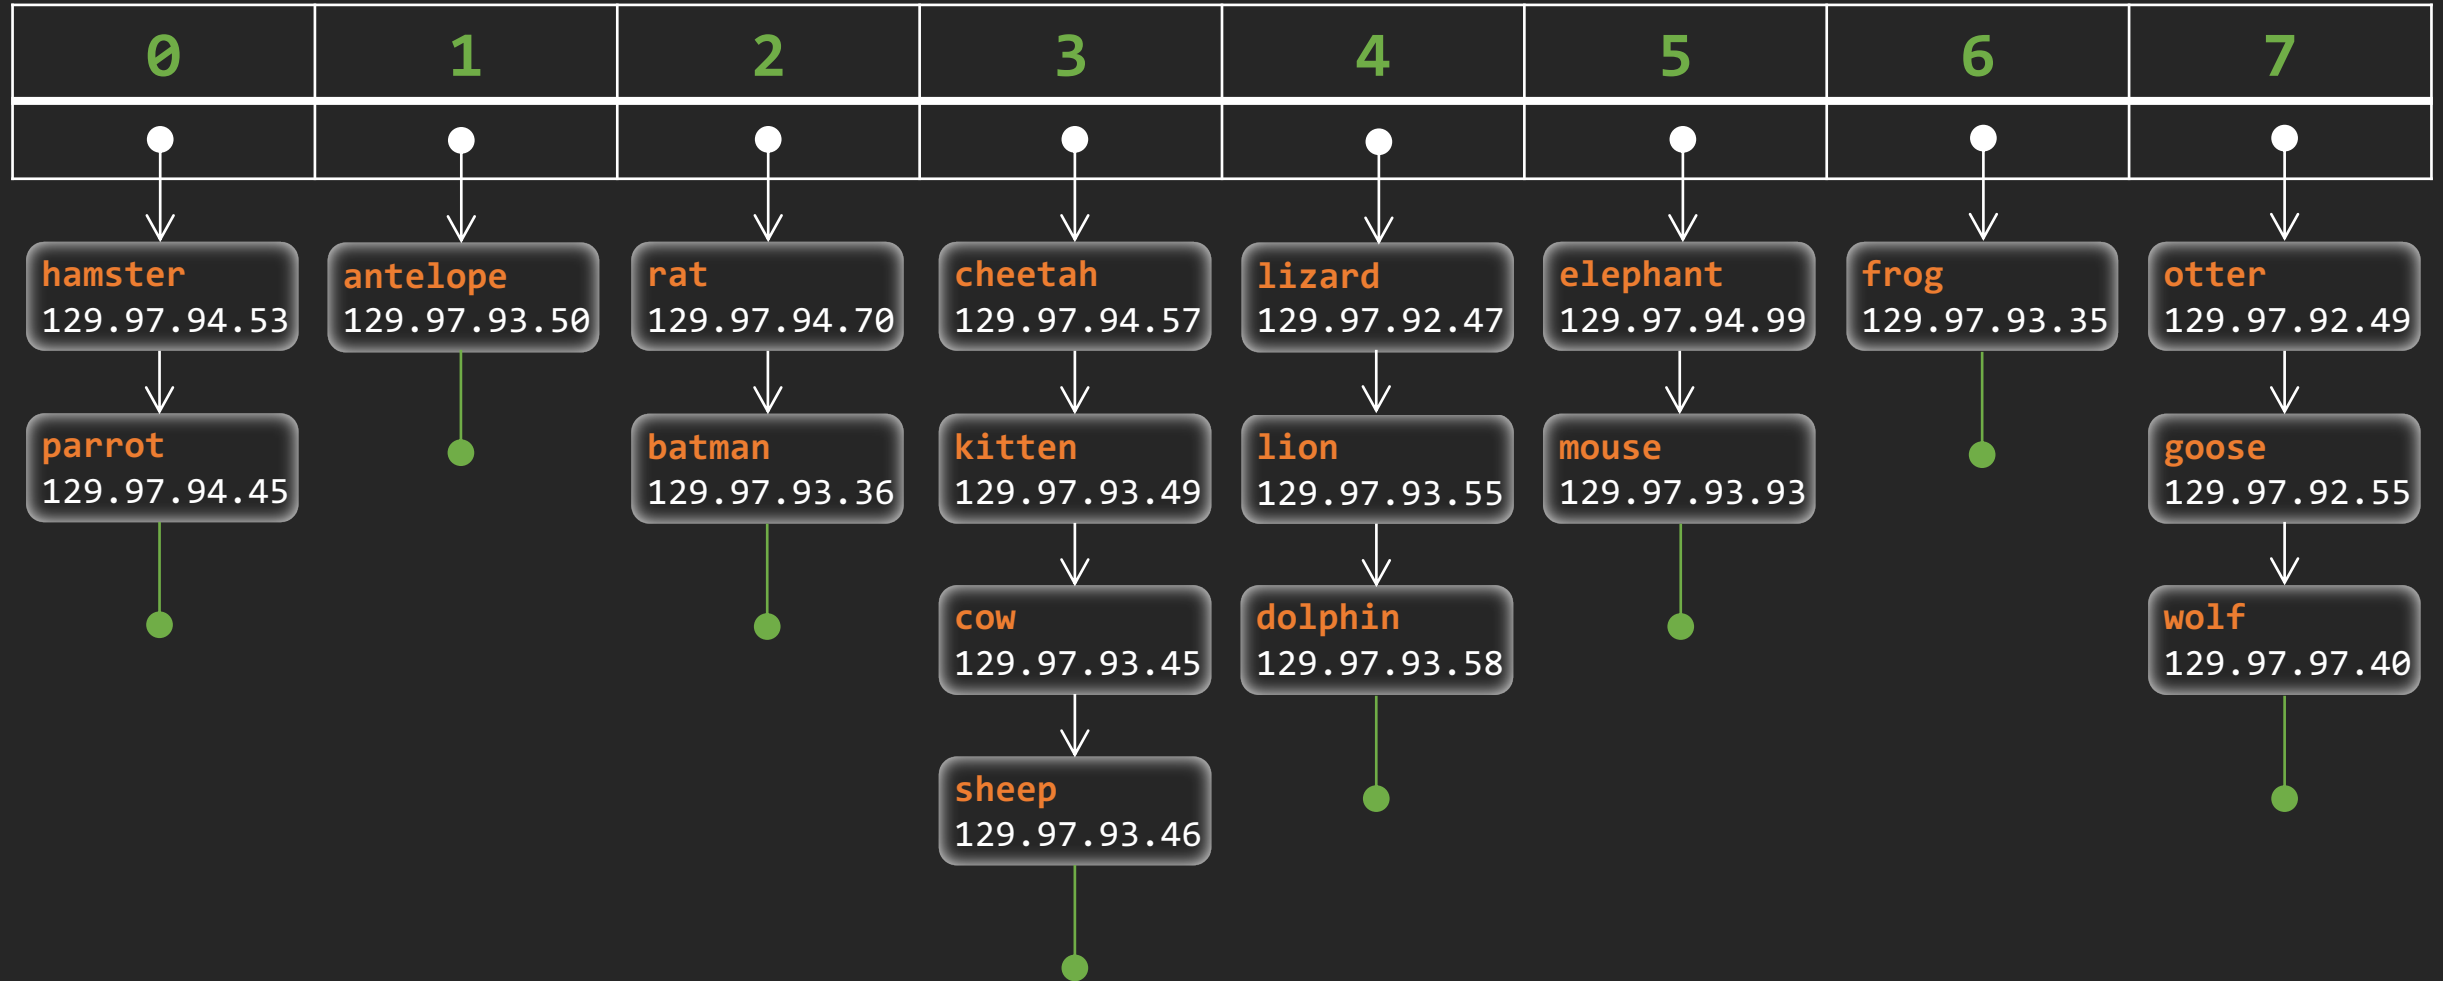 0
1
2
3
4
5
6
7
hamster
129.97.94.53
parrot
129.97.94.45
antelope
129.97.93.50
rat
129.97.94.70
batman
129.97.93.36
cheetah
129.97.94.57
kitten
129.97.93.49
cow
129.97.93.45
sheep
129.97.93.46
lizard
129.97.92.47
lion
129.97.93.55
dolphin
129.97.93.58
elephant
129.97.94.99
mouse
129.97.93.93
frog
129.97.93.35
otter
129.97.92.49
goose
129.97.92.55
wolf
129.97.97.40